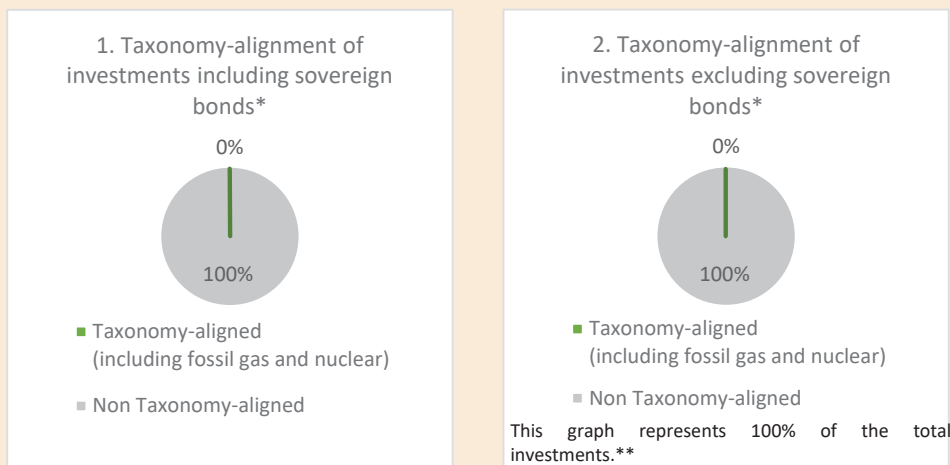 1. Taxonomy-alignment of
investments including sovereign
bonds*
0%
100%
Taxonomy-aligned
(including fossil gas and nuclear)
Non Taxonomy-aligned
2. Taxonomy-alignment of
investments excluding sovereign
bonds*
0%
100%
Taxonomy-aligned
(including fossil gas and nuclear)
Non Taxonomy-aligned
This graph represents 100% of the total
investments.**